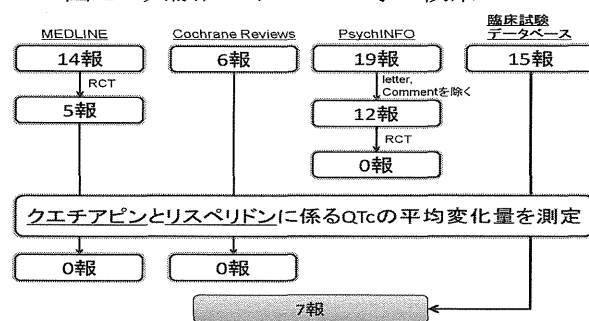 MEDLINE
Cochrane Reviews
PsychINFO
臨床試験
データベース
14報
6報
19報
15報
RCT
letter,
Commentを除く
5報
12報
RCT
0報
クエチアピンとリスペリドンに係るQTcの平均変化量を測定
0報
0報
7報